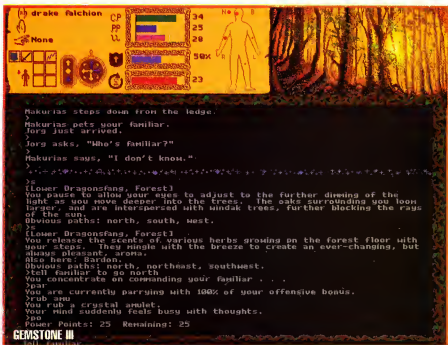 drake falchion
None
CP
PP
34
25
28
50%
23
No
Makurias steps down from the ledge.
>
Makurias pets your familiar.
Jorg just arrived.
>
Jorg asks, "Who's familiar?"
>
Makurias says, "I don't know."
>
>s
[Lower Dragonsfang, Forest]
You pause to allow your eyes to adjust to the further dimming of the
light as you move deeper into the trees. The oaks surrounding you loom
larger, and are interspersed with windak trees, further blocking the rays
of the sun.
Obvious paths: north, south, west.
>s
[Lower Dragonsfang, Forest]
You release the scents of various herbs growing on the forest floor with
your steps. They mingle with the breeze to create an ever-changing, but
always pleasant, aroma.
Also here: Bardon.
Obvious paths: north, northeast, southwest.
>tell familiar to go north
You concentrate on commanding your familiar . . .
>pa
You are currently parrying with 100% of your offensive bonus.
>rub amu
You rub a crystal amulet.
Your mind suddenly feels busy with thoughts.
>po
Power Points: 25 Remaining: 25
GEMSTONE III
Tell familiar